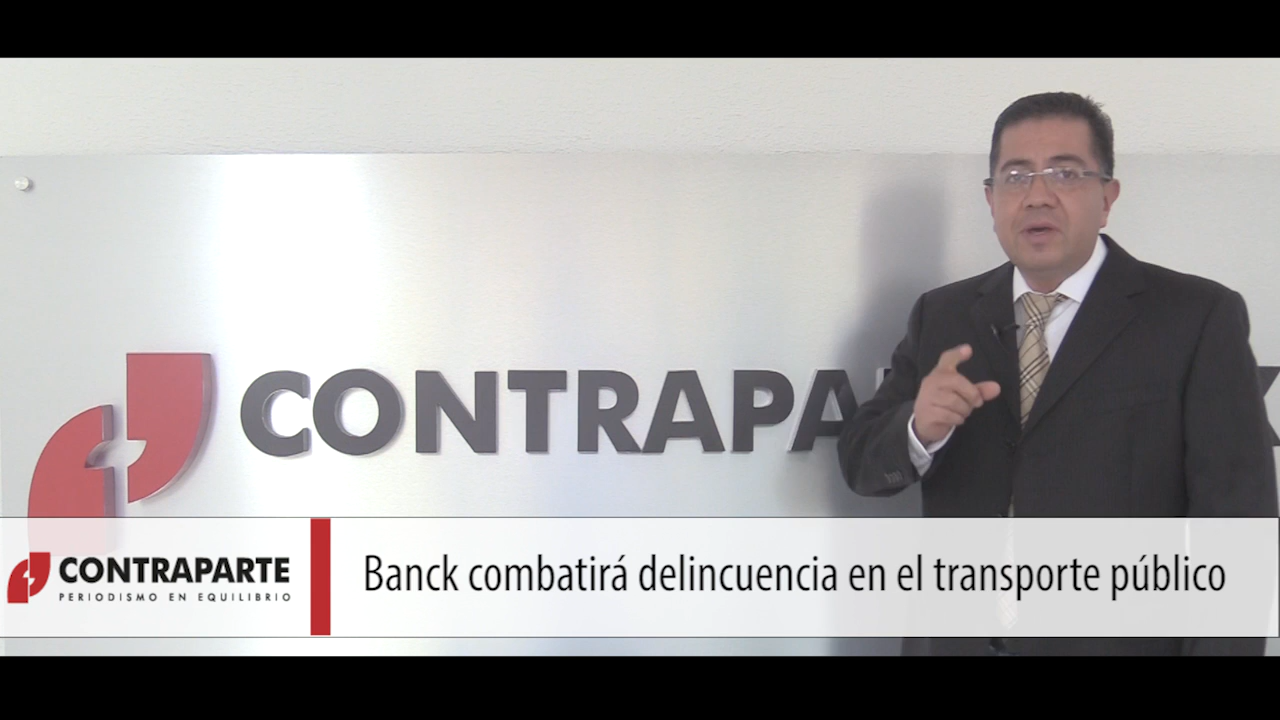 CONTRAPA
CONTRAPARTE
PERIODISMO EN EQUILIBRIO
Banck combatirá delincuencia en el transporte público